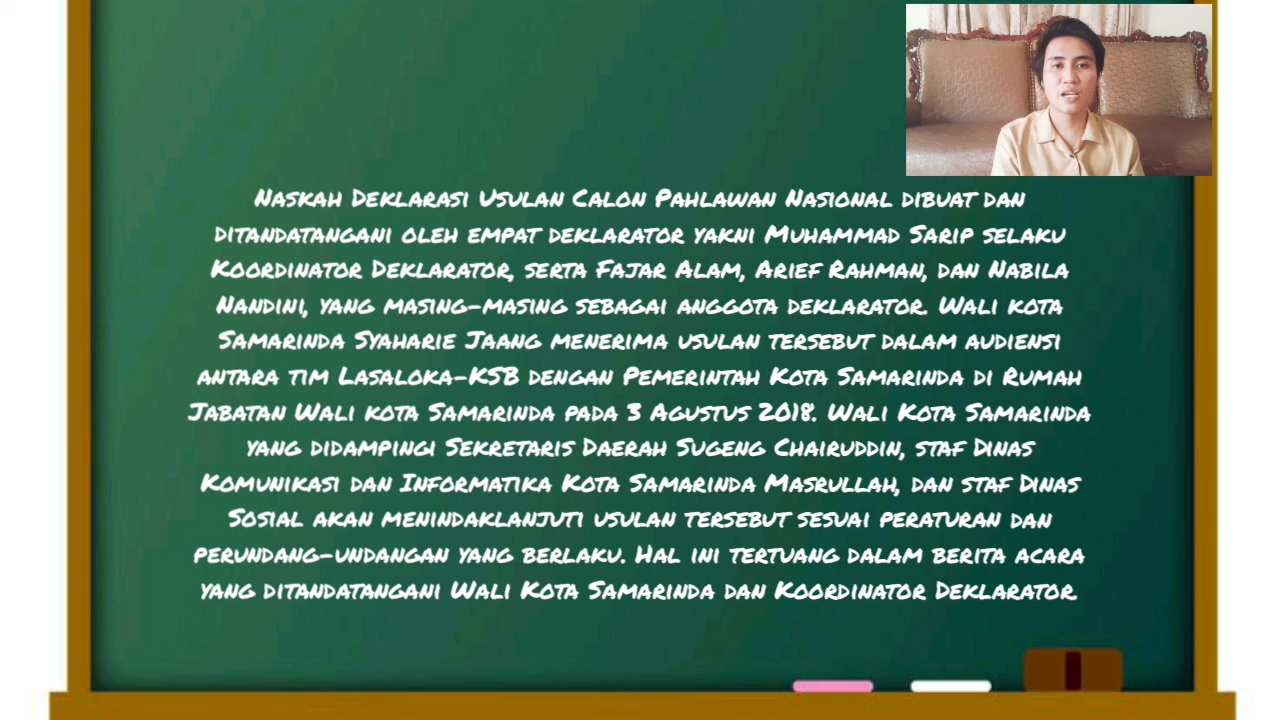 Naskah Deklarasi Usulan Calon Pahlawan Nasional dibuat dan
ditandatangani oleh empat deklarator yakni Muhammad Sarip selaku
Koordinator Deklarator, serta Fajar Alam, Arief Rahman, dan Nabila
Nandini, yang masing-masing sebagai anggota deklarator. Wali kota
Samarinda Syaharie Jaang menerima usulan tersebut dalam audiensi
antara tim Lasaloka-KSB dengan Pemerintah Kota Samarinda di Rumah
Jabatan Wali kota Samarinda pada 3 Agustus 2018. Wali Kota Samarinda
yang didampingi Sekretaris Daerah Sugeng Chairuddin, staf Dinas
Komunikasi dan Informatika Kota Samarinda Masrullah, dan staf Dinas
Sosial akan menindaklanjuti usulan tersebut sesuai peraturan dan
perundang-undangan yang berlaku. Hal ini tertuang dalam berita acara
yang ditandatangani Wali Kota Samarinda dan Koordinator Deklarator.